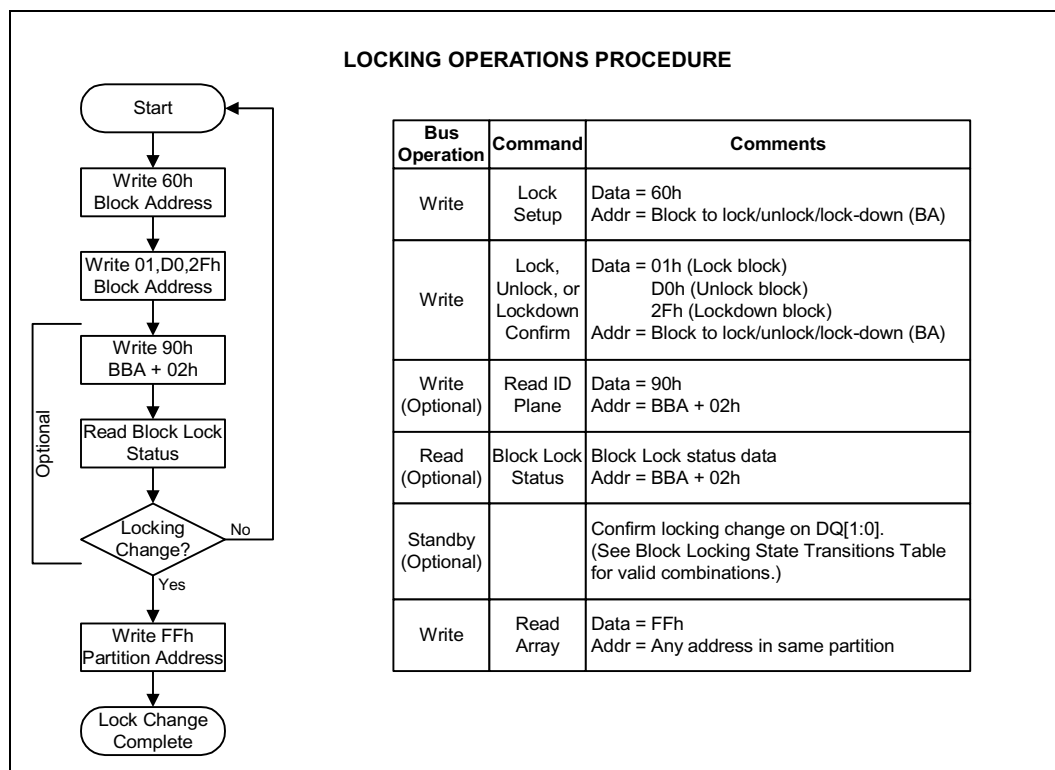 LOCKING OPERATIONS PROCEDURE
Start
Write 60h
Block Address
Write 01,D0,2Fh
Block Address
Optional
Write 90h
BBA + 02h
Read Block Lock
Status
Locking
Change?
No
Yes
Write FFh
Partition Address
Lock Change
Complete
Bus
Operation
Command
Comments
Write
Lock
Setup
Data = 60h
Addr = Block to lock/unlock/lock-down (BA)
Write
Lock,
Unlock, or
Lockdown
Confirm
Data = 01h (Lock block)
D0h (Unlock block)
2Fh (Lockdown block)
Addr = Block to lock/unlock/lock-down (BA)
Write
(Optional)
Read ID
Plane
Data = 90h
Addr = BBA + 02h
Read
(Optional)
Block Lock
Status
Block Lock status data
Addr = BBA + 02h
Standby
(Optional)
Confirm locking change on DQ[1:0].
(See Block Locking State Transitions Table
for valid combinations.)
Write
Read
Array
Data = FFh
Addr = Any address in same partition